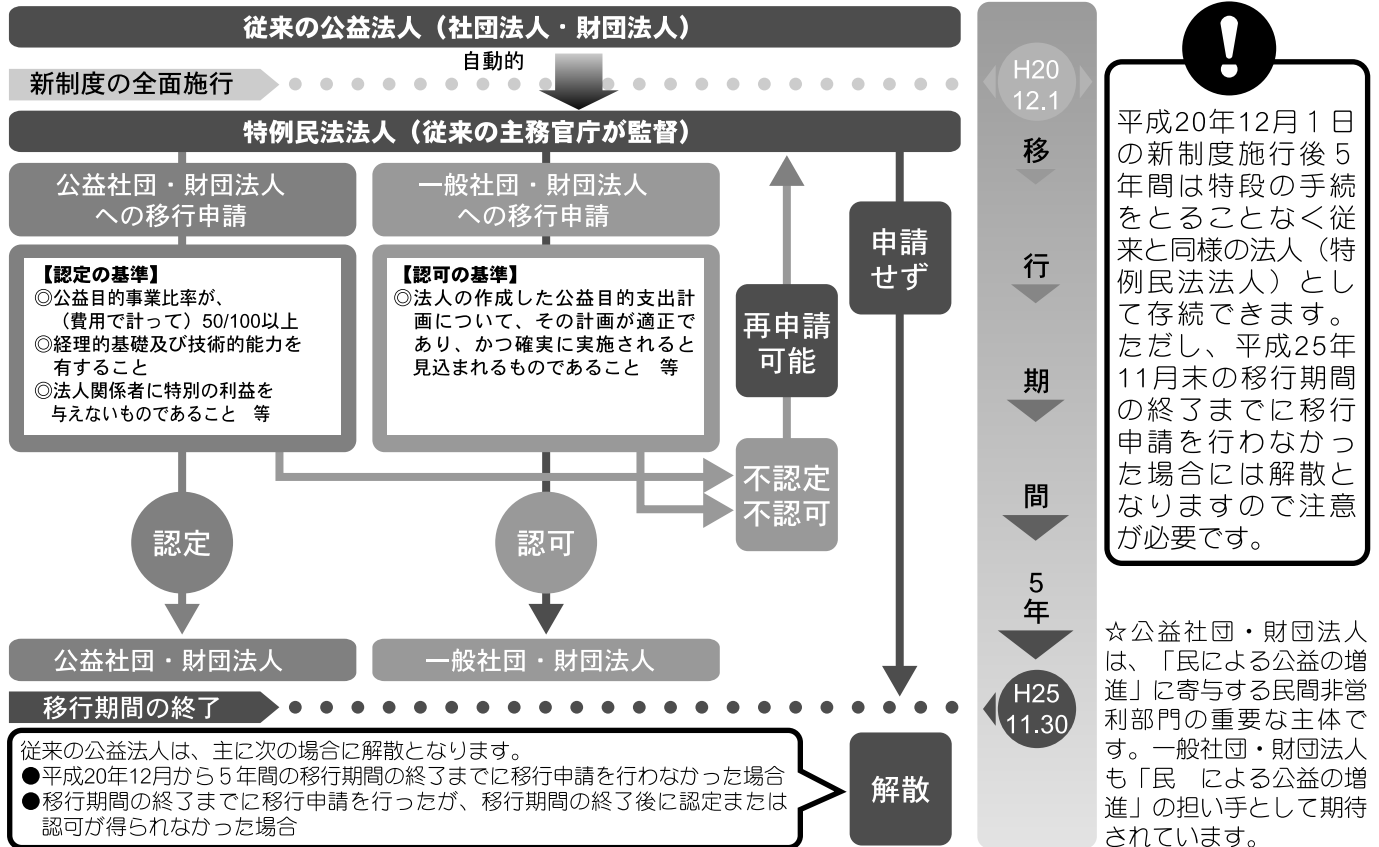 従来の公益法人（社団法人・財団法人）
自動的
新制度の全面施行
特例民法法人（従来の主務官庁が監督）
公益社団・財団法人
への移行申請
一般社団・財団法人
への移行申請
【認定の基準】
◎公益目的事業比率が、
（費用で計って）50/100以上
◎経理的基礎及び技術的能力を
有すること
◎法人関係者に特別の利益を
与えないものであること　等
【認可の基準】
◎法人の作成した公益目的支出計
画について、その計画が適正で
あり、かつ確実に実施されると
見込まれるものであること　等
再申請
可能
申請
せず
不認定
不認可
認定
認可
公益社団・財団法人
一般社団・財団法人
移行期間の終了
従来の公益法人は、主に次の場合に解散となります。
●平成20年12月から５年間の移行期間の終了までに移行申請を行わなかった場合
●移行期間の終了までに移行申請を行ったが、移行期間の終了後に認定または
認可が得られなかった場合
解散
H20
12.1
移
行
期
間
5
年
H25
11.30
!
平成20年12月１日
の新制度施行後５
年間は特段の手続
をとることなく従
来と同様の法人（特
例民法法人）とし
て存続できます。
ただし、平成25年
11月末の移行期間
の終了までに移行
申請を行わなかっ
た場合には解散と
なりますので注意
が必要です。
☆公益社団・財団法人
は、「民による公益の増
進」に寄与する民間非営
利部門の重要な主体で
す。一般社団・財団法人
も「民　による公益の増
進」の担い手として期待
されています。